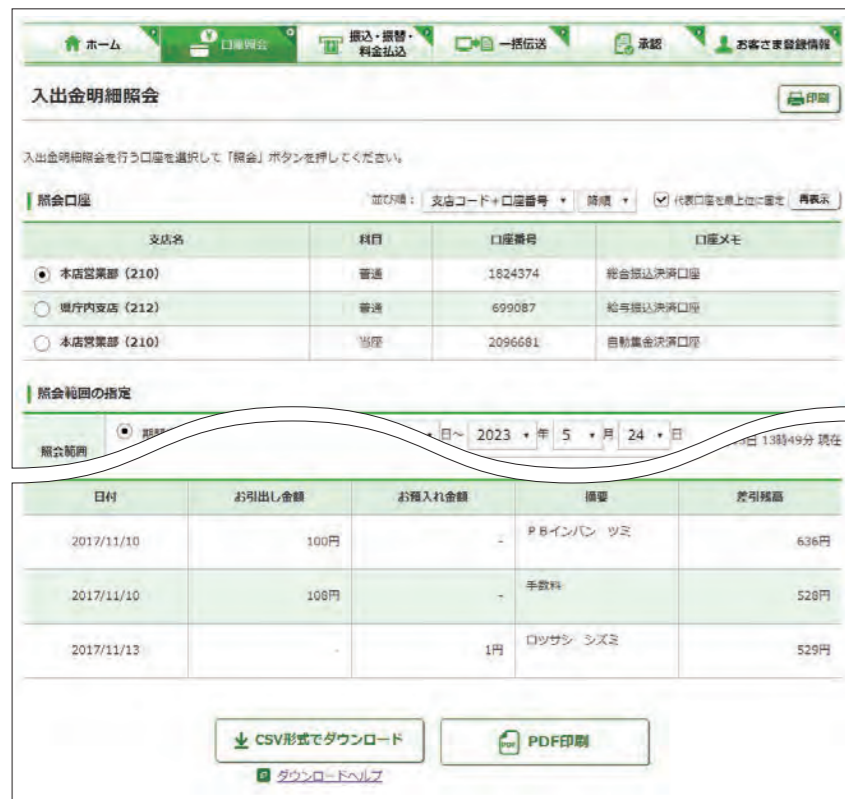 ホーム
口座照会
振込・振替・
料金払込
一括伝送
承認
お客さま登録情報
入出金明細照会
印刷
入出金明細照会を行う口座を選択して「照会」ボタンを押してください。
照会口座
並び順： 支店コード+口座番号 降順 代表口座を最上位に固定 再表示
支店名 科目 口座番号 口座メモ
本店営業部（210） 普通 1824374 総合振込決済口座
県庁内支店（212） 普通 699087 給与振込決済口座
本店営業部（210） 当座 2096681 自動集金決済口座
照会範囲の指定
照会範囲
日～ 2023 年 5 月 24 日
日 13時49分 現在
日付 お引出し金額 お預入れ金額 摘要 差引残高
2017/11/10 100円 - PBインバン ツミ 636円
2017/11/10 108円 - 手数料 528円
2017/11/13 - 1円 ロツサシ シズミ 529円
CSV形式でダウンロード
PDF PDF印刷
ダウンロードヘルプ